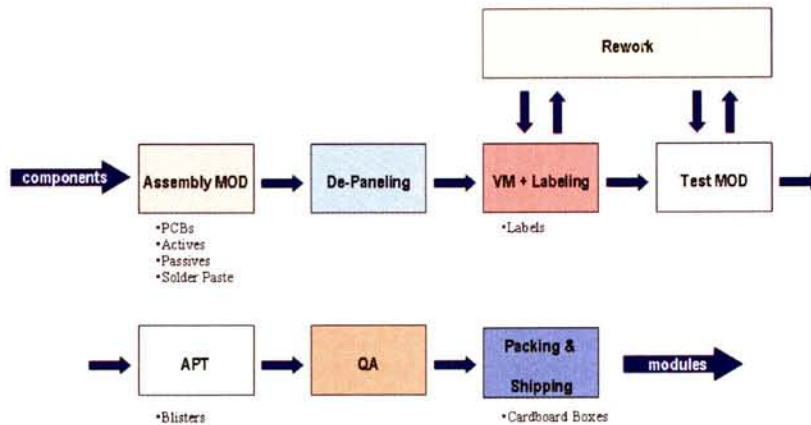 Rework
components
Assembly MOD
De-Paneling
VM + Labeling
Test MOD
•PCBs
•Actives
•Passives
•Solder Paste
•Labels
APT
QA
Packing &
Shipping
modules
•Blisters
•Cardboard Boxes